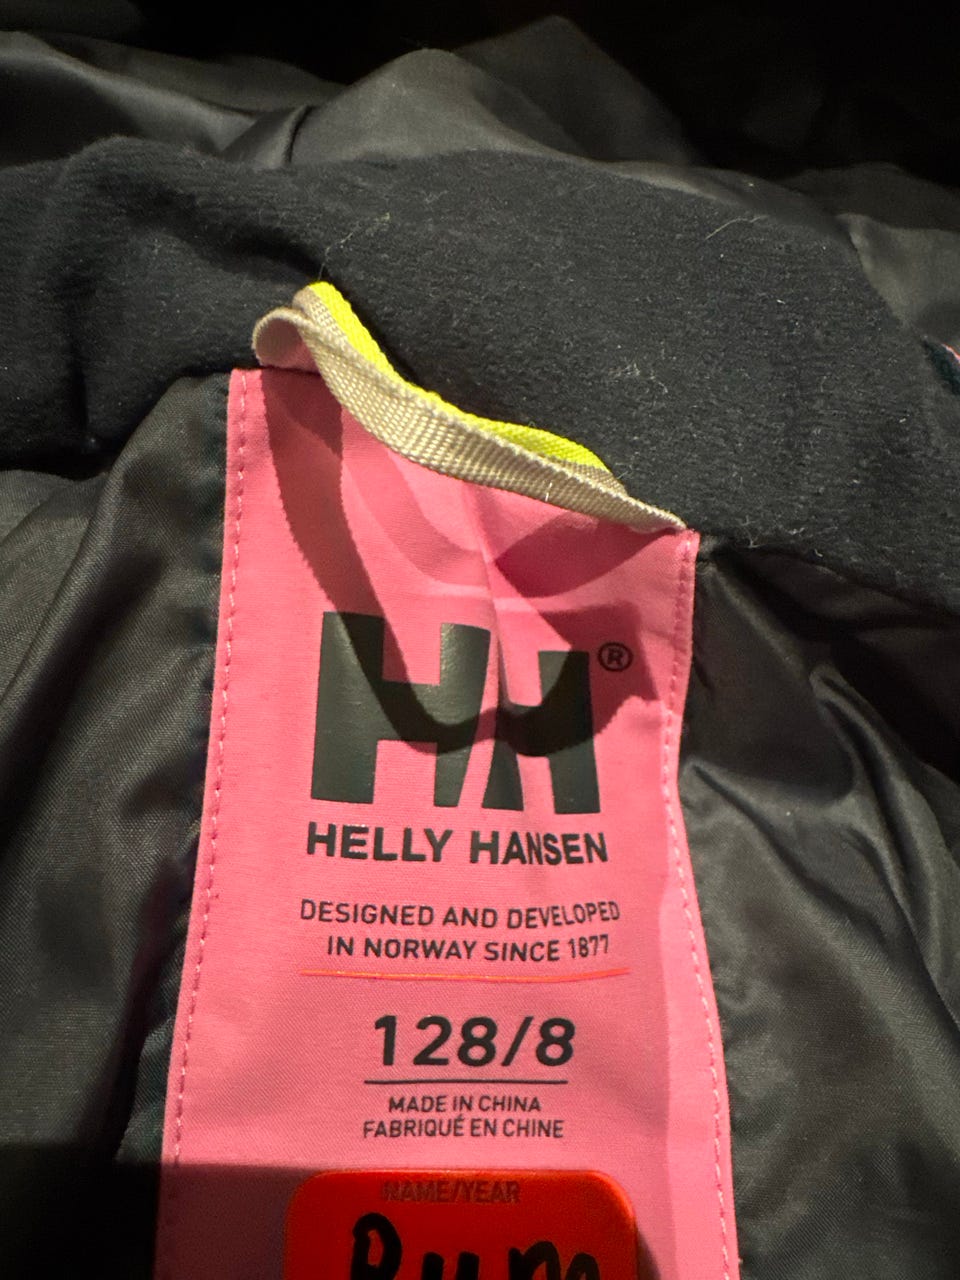 HH®
HELLY HANSEN
DESIGNED AND DEVELOPED
IN NORWAY SINCE 1877
128/8
MADE IN CHINA
FABRIQUÉ EN CHINE
NAME/YEAR